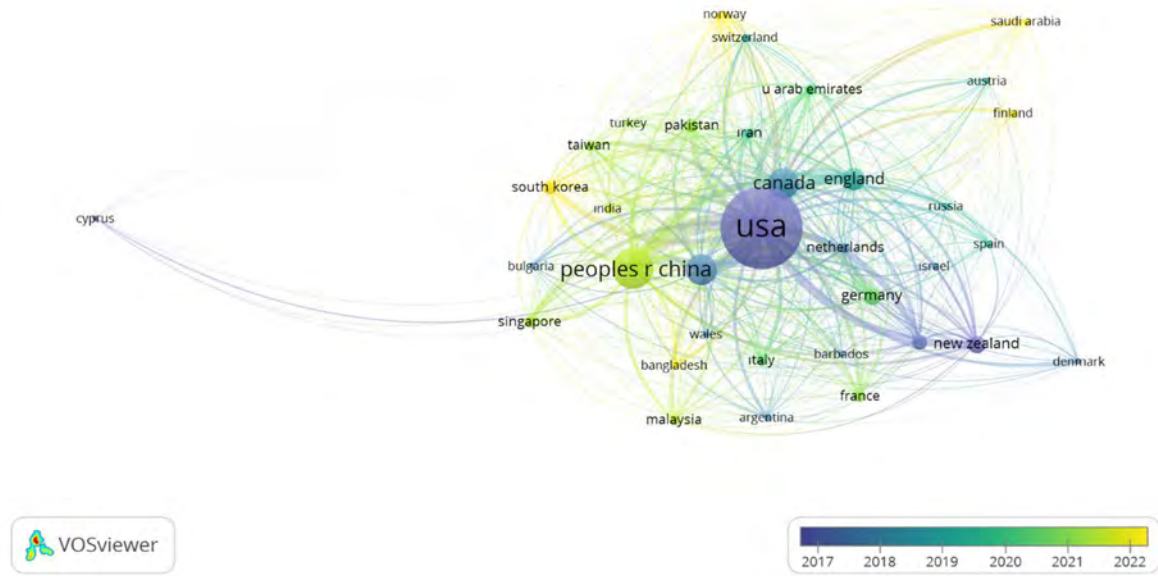 norway
saudi arabia
switzerland
austria
u arab emirates
finland
turkey
pakistan
iran
taiwan
canada
england
south korea
india
russia
cyprus
usa
netherlands
spain
bulgaria
peoples r china
israel
germany
singapore
wales
new zealand
bangladesh
italy
barbados
denmark
france
malaysia
argentina
VOSviewer
2017 2018 2019 2020 2021 2022